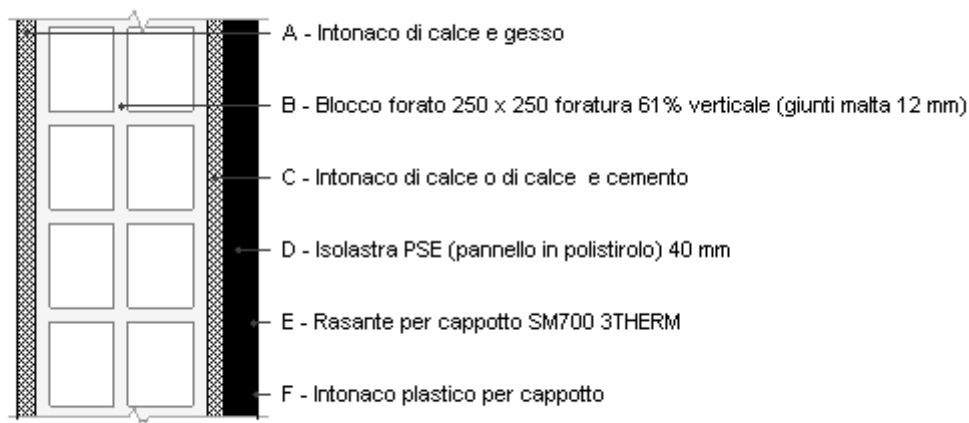 A - Intonaco di calce e gesso
B - Blocco forato 250 x 250 foratura 61% verticale (giunti malta 12 mm)
C - Intonaco di calce o di calce e cemento
D - Isolastra PSE (pannello in polistirolo) 40 mm
E - Rasante per cappotto SM700 3THERM
F - Intonaco plastico per cappotto